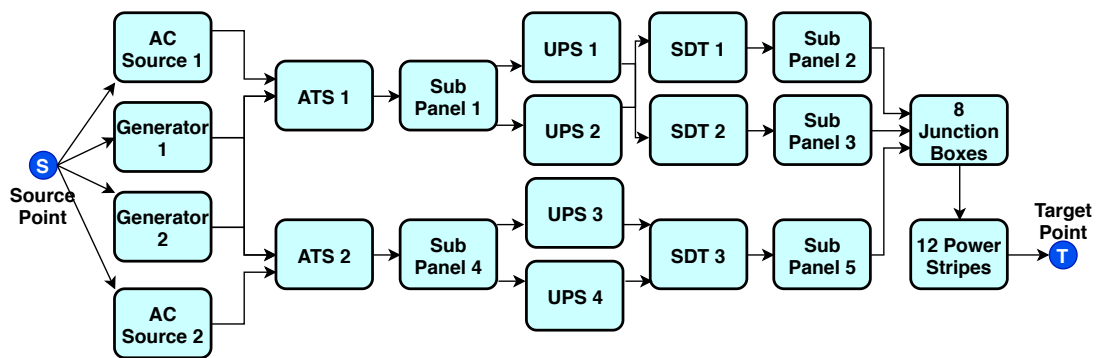 AC
Source 1
Generator
1
S
Source
Point
Generator
2
AC
Source 2
ATS 1
ATS 2
Sub
Panel 1
Sub
Panel 4
UPS 1
UPS 2
UPS 3
UPS 4
SDT 1
SDT 2
SDT 3
Sub
Panel 2
Sub
Panel 3
Sub
Panel 5
8
Junction
Boxes
12 Power
Stripes
Target
Point
T